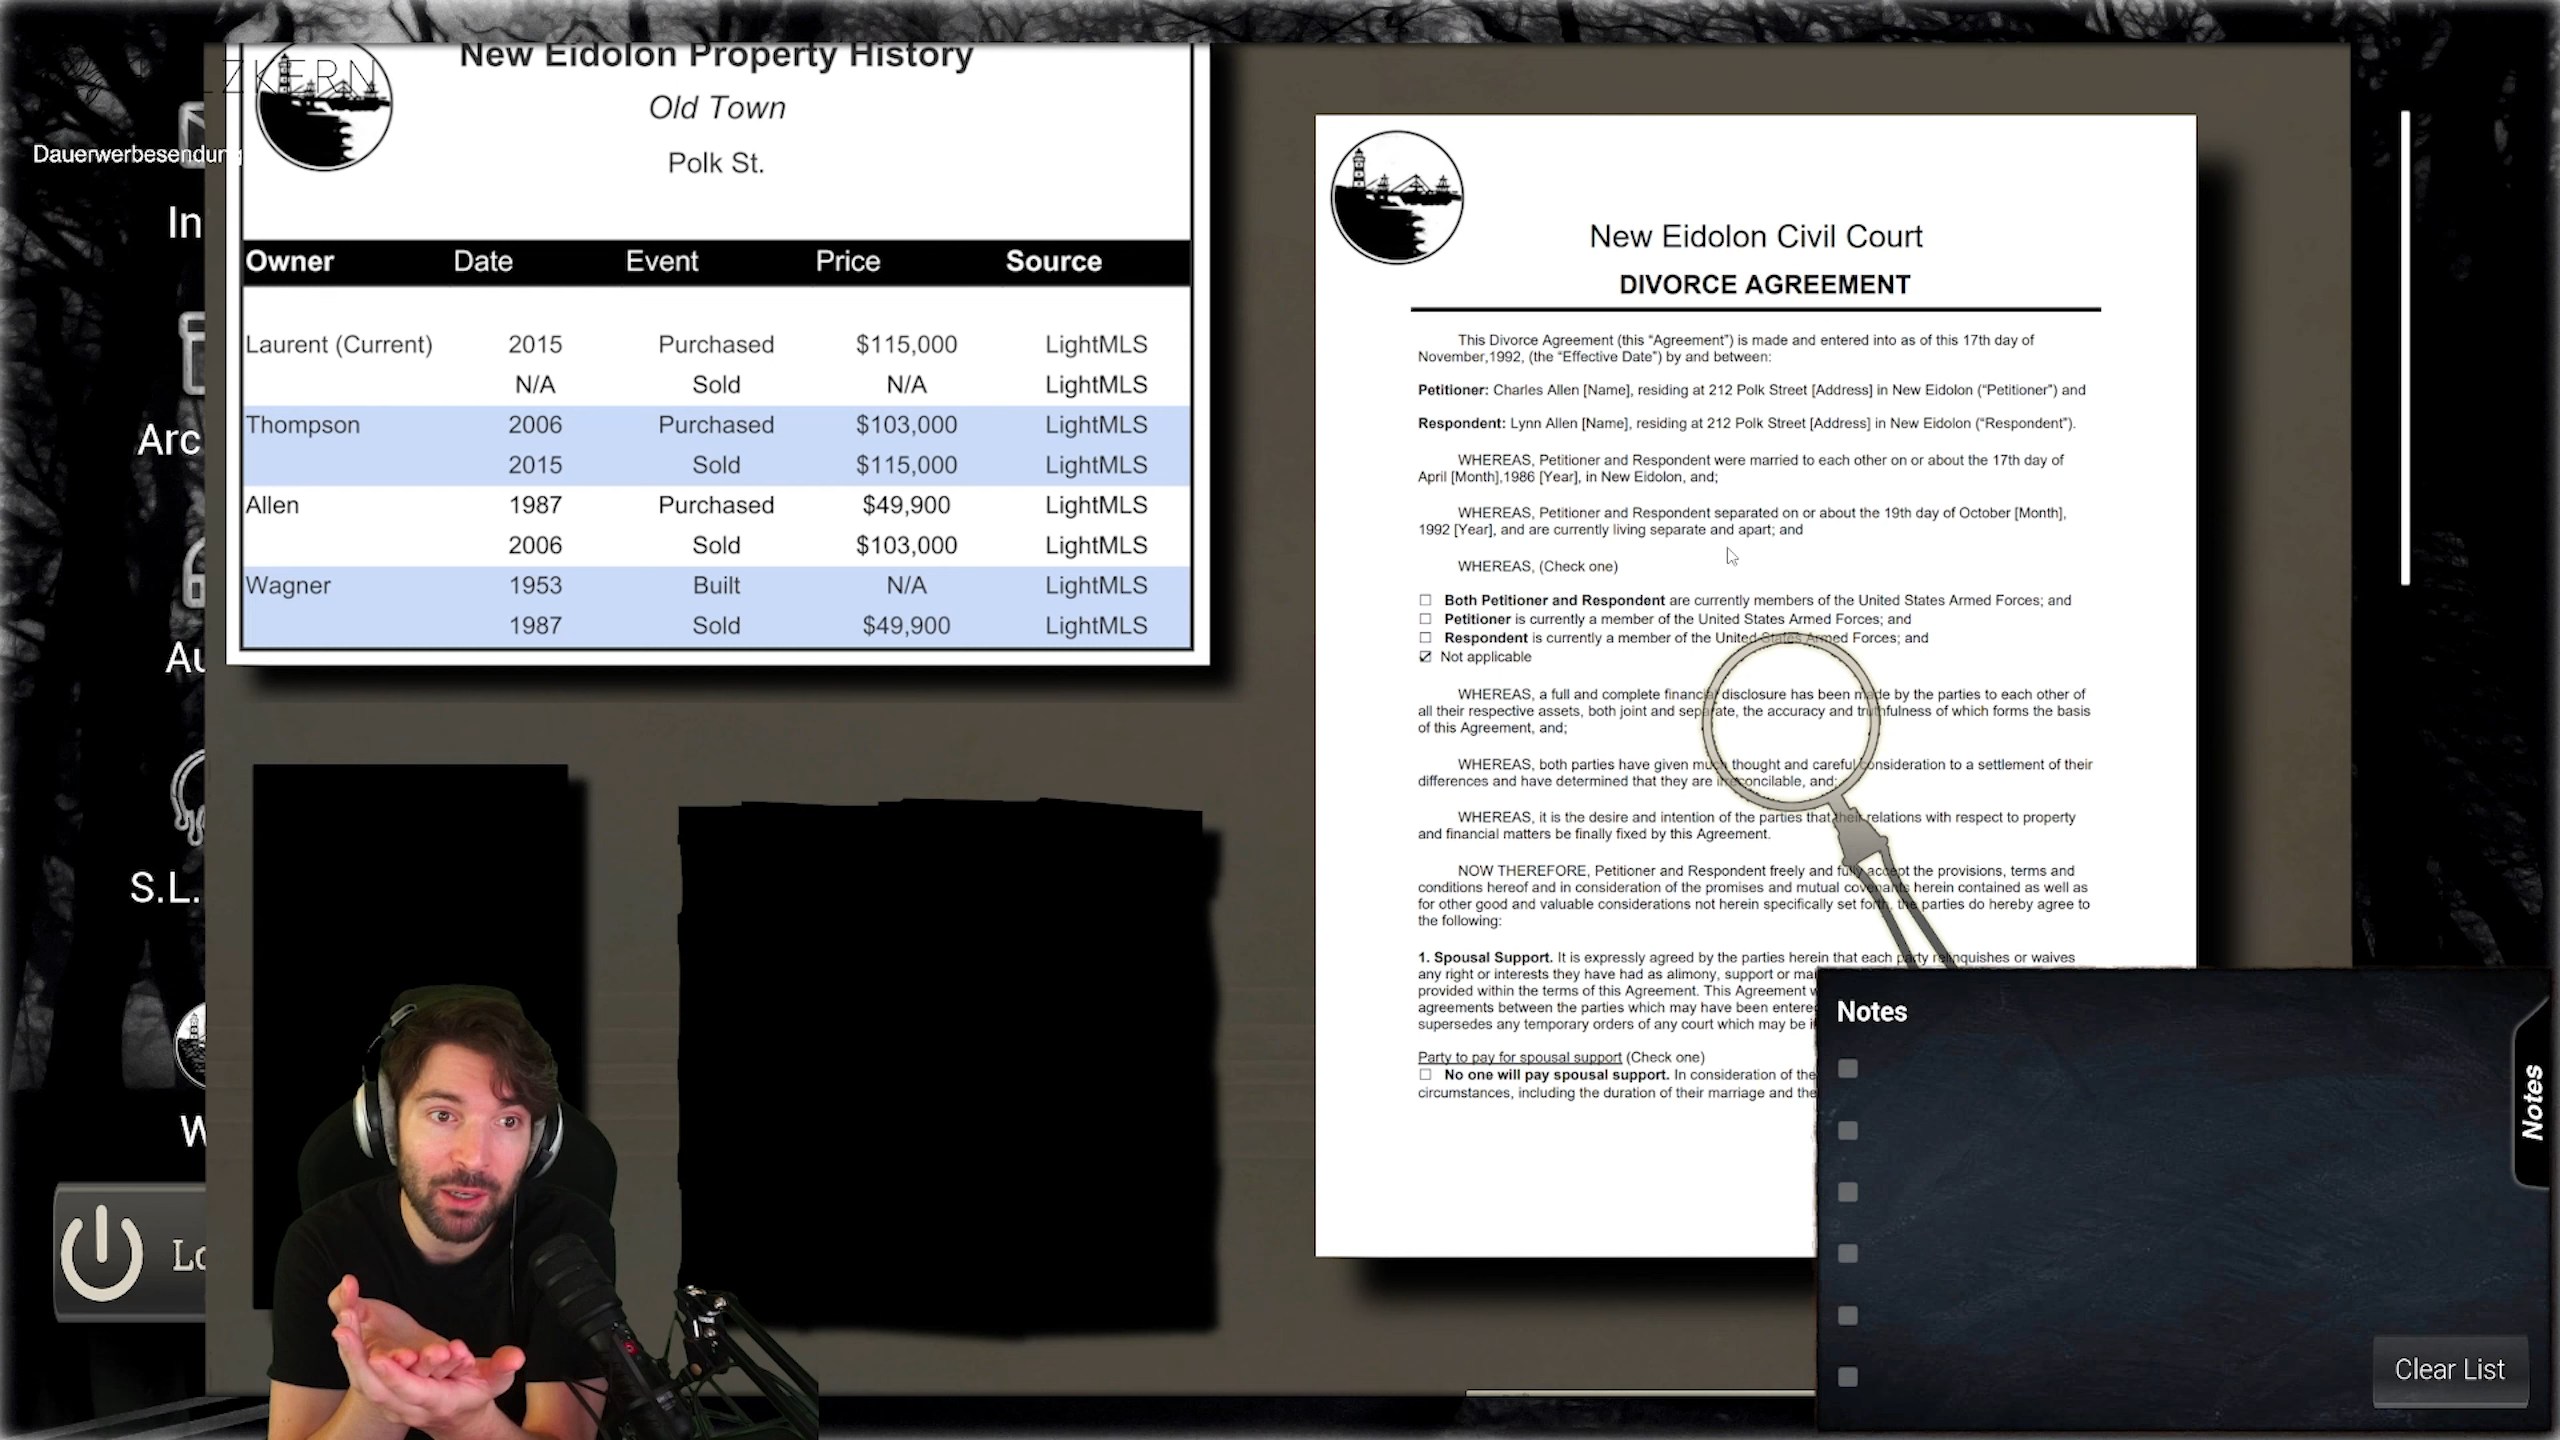 ZKERN
Dauerwerbesendung
In
Arc
Au
S.L.
W
Lo
New Eidolon Property History
Old Town
Polk St.
Owner Date Event Price Source
Laurent (Current) 2015 Purchased $115,000 LightMLS
N/A Sold N/A LightMLS
Thompson 2006 Purchased $103,000 LightMLS
2015 Sold $115,000 LightMLS
Allen 1987 Purchased $49,900 LightMLS
2006 Sold $103,000 LightMLS
Wagner 1953 Built N/A LightMLS
1987 Sold $49,900 LightMLS
New Eidolon Civil Court
DIVORCE AGREEMENT
This Divorce Agreement (this “Agreement”) is made and entered into as of this 17th day of
November,1992, (the “Effective Date”) by and between:
Petitioner: Charles Allen [Name], residing at 212 Polk Street [Address] in New Eidolon (“Petitioner”) and
Respondent: Lynn Allen [Name], residing at 212 Polk Street [Address] in New Eidolon (“Respondent”).
WHEREAS, Petitioner and Respondent were married to each other on or about the 17th day of
April [Month],1986 [Year], in New Eidolon, and;
WHEREAS, Petitioner and Respondent separated on or about the 19th day of October [Month],
1992 [Year], and are currently living separate and apart; and
WHEREAS, (Check one)
☐ Both Petitioner and Respondent are currently members of the United States Armed Forces; and
☐ Petitioner is currently a member of the United States Armed Forces; and
☐ Respondent is currently a member of the United States Armed Forces; and
☑ Not applicable
WHEREAS, a full and complete financial disclosure has been made by the parties to each other of
all their respective assets, both joint and separate, the accuracy and truthfulness of which forms the basis
of this Agreement, and;
WHEREAS, both parties have given much thought and careful consideration to a settlement of their
differences and have determined that they are irreconcilable, and;
WHEREAS, it is the desire and intention of the parties that their relations with respect to property
and financial matters be finally fixed by this Agreement.
NOW THEREFORE, Petitioner and Respondent freely and fully accept the provisions, terms and
conditions hereof and in consideration of the promises and mutual covenants herein contained as well as
for other good and valuable considerations not herein specifically set forth, the parties do hereby agree to
the following:
1. Spousal Support. It is expressly agreed by the parties herein that each party relinquishes or waives
any right or interests they have had as alimony, support or mai
provided within the terms of this Agreement. This Agreement w
agreements between the parties which may have been entere
supersedes any temporary orders of any court which may be i
Party to pay for spousal support (Check one)
☐ No one will pay spousal support. In consideration of the
circumstances, including the duration of their marriage and the
Notes
Notes
Clear List